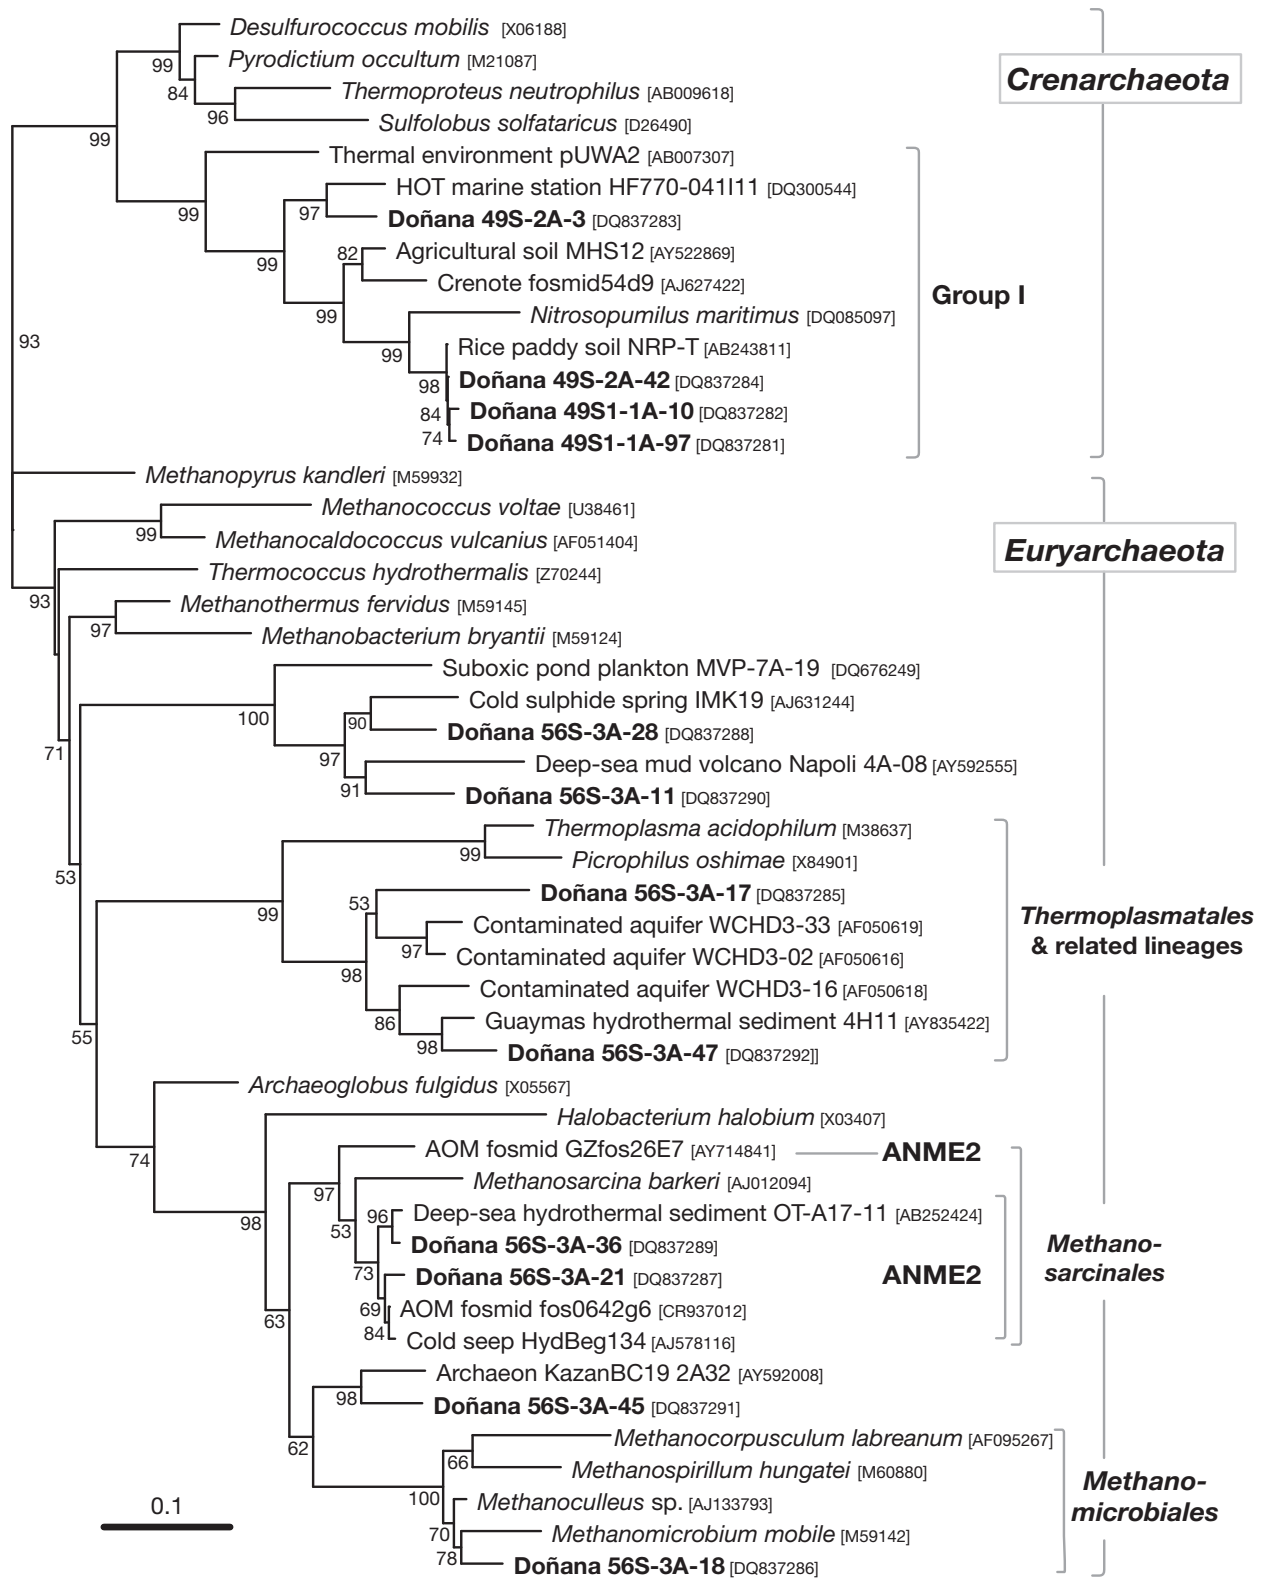 Desulfurococcus mobilis [X06188]
99
Pyrodictium occultum [M21087]
Crenarchaeota
84
Thermoproteus neutrophilus [AB009618]
96
Sulfolobus solfataricus [D26490]
99
Thermal environment pUWA2 [AB007307]
HOT marine station HF770-041I11 [DQ300544]
99
97
Doñana 49S-2A-3 [DQ837283]
82
Agricultural soil MHS12 [AY522869]
99
Crenote fosmid54d9 [AJ627422]
Group I
99
Nitrosopumilus maritimus [DQ085097]
93
Rice paddy soil NRP-T [AB243811]
99
98
Doñana 49S-2A-42 [DQ837284]
84
Doñana 49S1-1A-10 [DQ837282]
74
Doñana 49S1-1A-97 [DQ837281]
Methanopyrus kandleri [M59932]
Methanococcus voltae [U38461]
99
Methanocaldococcus vulcanius [AF051404]
Euryarchaeota
Thermococcus hydrothermalis [Z70244]
93
Methanothermus fervidus [M59145]
97
Methanobacterium bryantii [M59124]
Suboxic pond plankton MVP-7A-19 [DQ676249]
Cold sulphide spring IMK19 [AJ631244]
100
90
Doñana 56S-3A-28 [DQ837288]
71
97
Deep-sea mud volcano Napoli 4A-08 [AY592555]
91
Doñana 56S-3A-11 [DQ837290]
Thermoplasma acidophilum [M38637]
99
Picrophilus oshimae [X84901]
53
Doñana 56S-3A-17 [DQ837285]
53
99
Contaminated aquifer WCHD3-33 [AF050619]
Thermoplasmatales
& related lineages
97
Contaminated aquifer WCHD3-02 [AF050616]
98
Contaminated aquifer WCHD3-16 [AF050618]
86
Guaymas hydrothermal sediment 4H11 [AY835422]
55
98
Doñana 56S-3A-47 [DQ837292]]
Archaeoglobus fulgidus [X05567]
Halobacterium halobium [X03407]
74
AOM fosmid GZfos26E7 [AY714841]
ANME2
97
Methanosarcina barkeri [AJ012094]
98
96
Deep-sea hydrothermal sediment OT-A17-11 [AB252424]
53
Doñana 56S-3A-36 [DQ837289]
Methano-
sarcinales
73
Doñana 56S-3A-21 [DQ837287]
ANME2
69
AOM fosmid fos0642g6 [CR937012]
63
84
Cold seep HydBeg134 [AJ578116]
Archaeon KazanBC19 2A32 [AY592008]
98
Doñana 56S-3A-45 [DQ837291]
62
Methanocorpusculum labreanum [AF095267]
66
Methanospirillum hungatei [M60880]
Methano-
microbiales
100
Methanoculleus sp. [AJ133793]
0.1
70
Methanomicrobium mobile [M59142]
78
Doñana 56S-3A-18 [DQ837286]